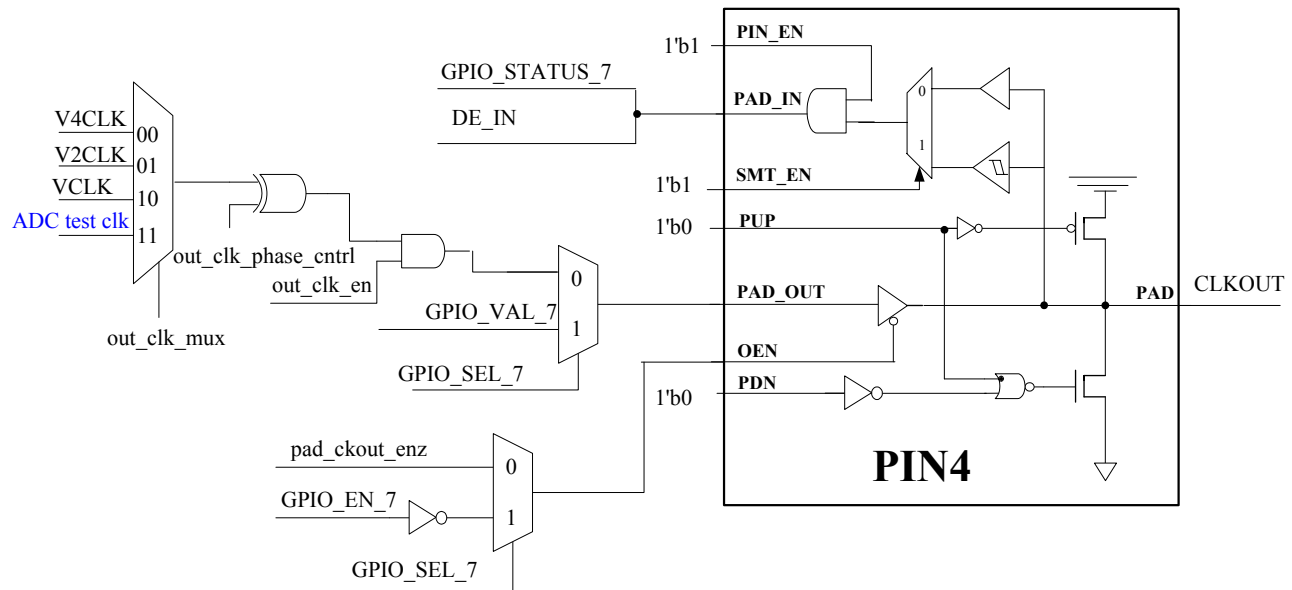 PIN_EN
1'b1
GPIO_STATUS_7
PAD_IN
0
DE_IN
V4CLK
00
V2CLK
01
1
SMT_EN
1'b1
VCLK
10
ADC test clk
11
PUP
1'b0
out_clk_phase_cntrl
0
out_clk_en
PAD_OUT
PAD
CLKOUT
GPIO_VAL_7
1
out_clk_mux
OEN
GPIO_SEL_7
PDN
1'b0
pad_ckout_enz
0
PIN4
GPIO_EN_7
1
GPIO_SEL_7